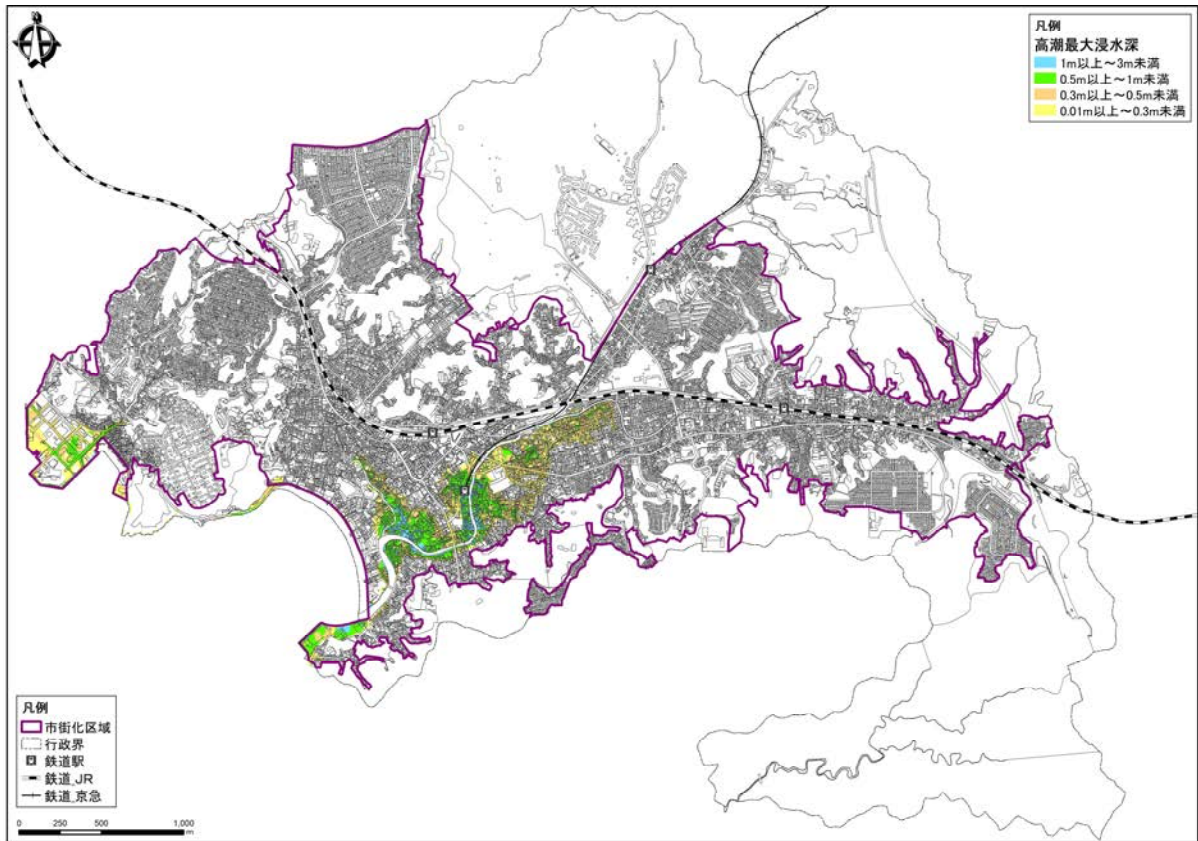 凡例
高潮最大浸水深
1m以上～3m未満
0.5m以上～1m未満
0.3m以上～0.5m未満
0.01m以上～0.3m未満
凡例
市街化区域
行政界
鉄道駅
鉄道_JR
鉄道_京急
0 250 500 1,000
m